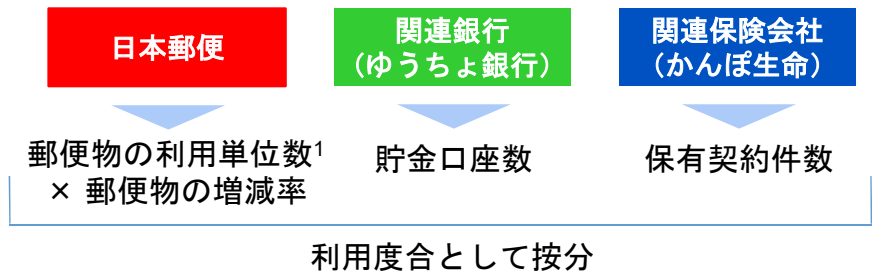 日本郵便
関連銀行
（ゆうちょ銀行）
関連保険会社
（かんぽ生命）
郵便物の利用単位数1
× 郵便物の増減率
貯金口座数
保有契約件数
利用度合として按分